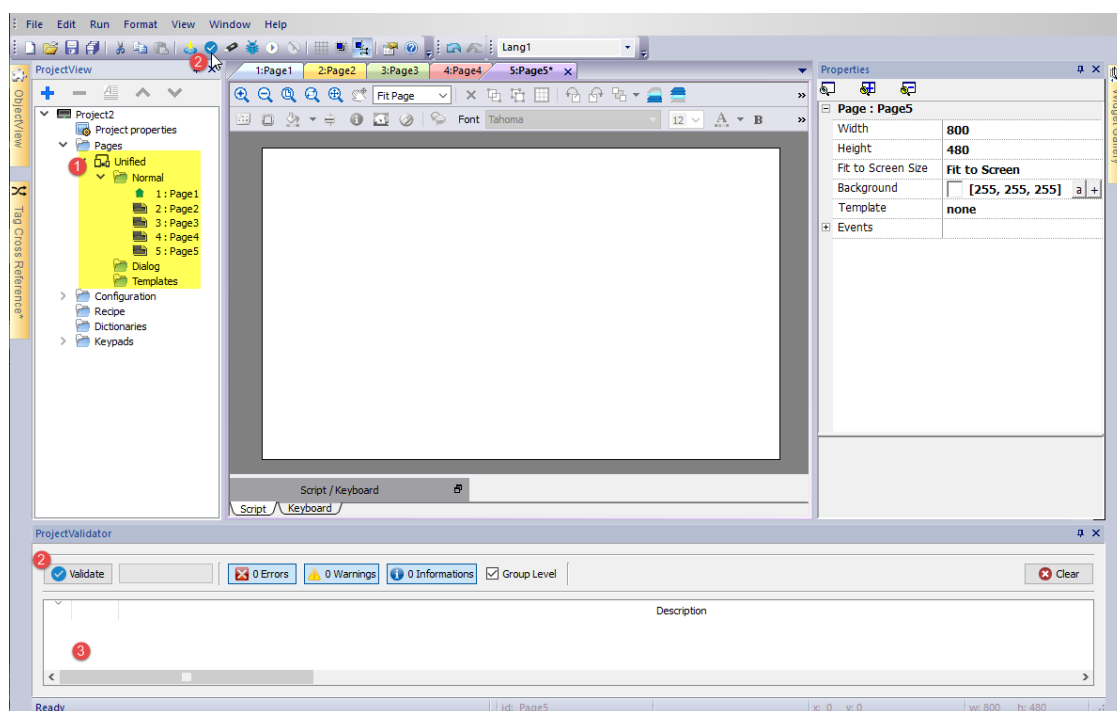 File Edit Run Format View Window Help
Lang1
2
ProjectView
1:Page1 2:Page2 3:Page3 4:Page4 5:Page5* x
Properties
ObjectView
Tag Cross Reference*
Widget Gallery
Fit Page
Font Tahoma 12 A B
Project2
Project properties
Pages
1
Unified
Normal
1 : Page1
2 : Page2
3 : Page3
4 : Page4
5 : Page5
Dialog
Templates
Configuration
Recipe
Dictionaries
Keypads
Page : Page5
Width 800
Height 480
Fit to Screen Size Fit to Screen
Background [255, 255, 255] a +
Template none
Events
Script / Keyboard
Script Keyboard
ProjectValidator
2
Validate 0 Errors 0 Warnings 0 Informations Group Level Clear
Description
3
Ready id: Page5 x: 0 y: 0 w: 800 h: 480